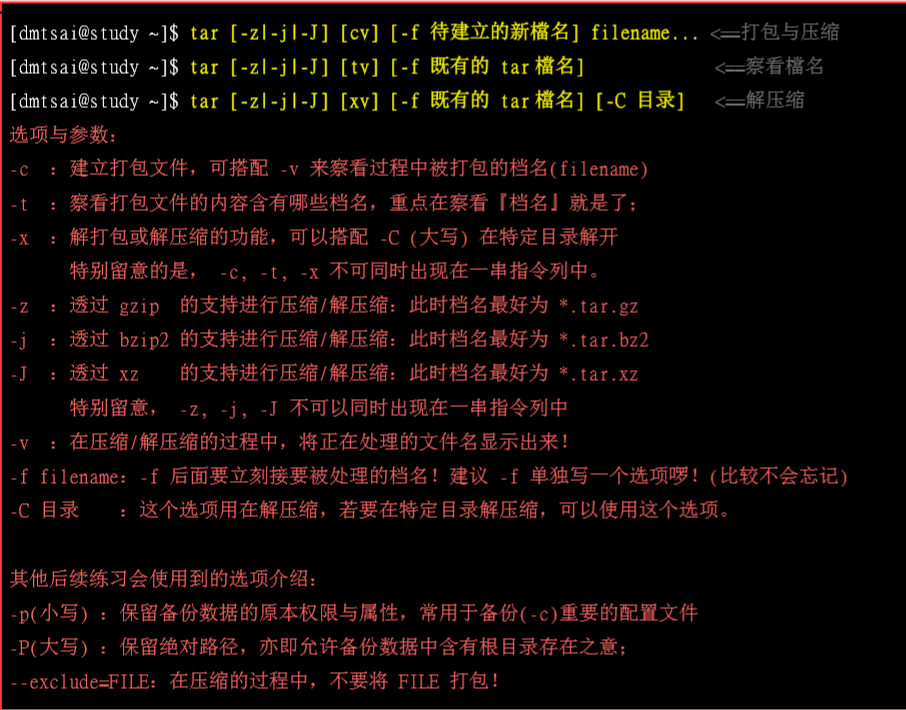 [dmtsai@study ~]$ tar [-z|-j|-J] [cv] [-f 待建立的新檔名] filename... <==打包与压缩
[dmtsai@study ~]$ tar [-z|-j|-J] [tv] [-f 既有的 tar檔名] <==察看檔名
[dmtsai@study ~]$ tar [-z|-j|-J] [xv] [-f 既有的 tar檔名] [-C 目录] <==解压缩
选项与参数：
-c ：建立打包文件，可搭配 -v 来察看过程中被打包的档名(filename)
-t ：察看打包文件的内容含有哪些档名，重点在察看『档名』就是了；
-x ：解打包或解压缩的功能，可以搭配 -C (大写) 在特定目录解开
特别留意的是， -c, -t, -x 不可同时出现在一串指令列中。
-z ：透过 gzip 的支持进行压缩/解压缩：此时档名最好为 *.tar.gz
-j ：透过 bzip2 的支持进行压缩/解压缩：此时档名最好为 *.tar.bz2
-J ：透过 xz 的支持进行压缩/解压缩：此时档名最好为 *.tar.xz
特别留意， -z, -j, -J 不可以同时出现在一串指令列中
-v ：在压缩/解压缩的过程中，将正在处理的文件名显示出来！
-f filename：-f 后面要立刻接要被处理的档名！建议 -f 单独写一个选项啰！(比较不会忘记)
-C 目录 ：这个选项用在解压缩，若要在特定目录解压缩，可以使用这个选项。
其他后续练习会使用到的选项介绍：
-p(小写) ：保留备份数据的原本权限与属性，常用于备份(-c)重要的配置文件
-P(大写) ：保留绝对路径，亦即允许备份数据中含有根目录存在之意；
--exclude=FILE：在压缩的过程中，不要将 FILE 打包！